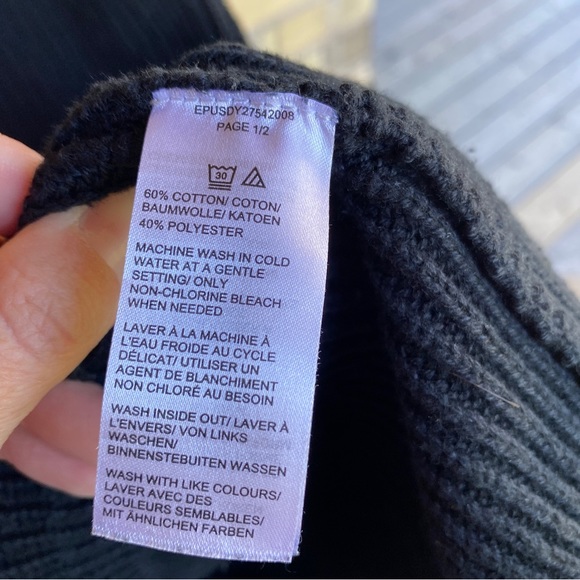 EPUSDY27542008
PAGE 1/2
30
60% COTTON/ COTON/
BAUMWOLLE/ KATOEN
40% POLYESTER
MACHINE WASH IN COLD
WATER AT A GENTLE
SETTING/ ONLY
NON-CHLORINE BLEACH
WHEN NEEDED
LAVER À LA MACHINE À
L'EAU FROIDE AU CYCLE
DÉLICAT/ UTILISER UN
AGENT DE BLANCHIMENT
NON CHLORÉ AU BESOIN
WASH INSIDE OUT/ LAVER À
L'ENVERS/ VON LINKS
WASCHEN/
BINNENSTEBUITEN WASSEN
WASH WITH LIKE COLOURS/
LAVER AVEC DES
COULEURS SEMBLABLES/
MIT ÄHNLICHEN FARBEN